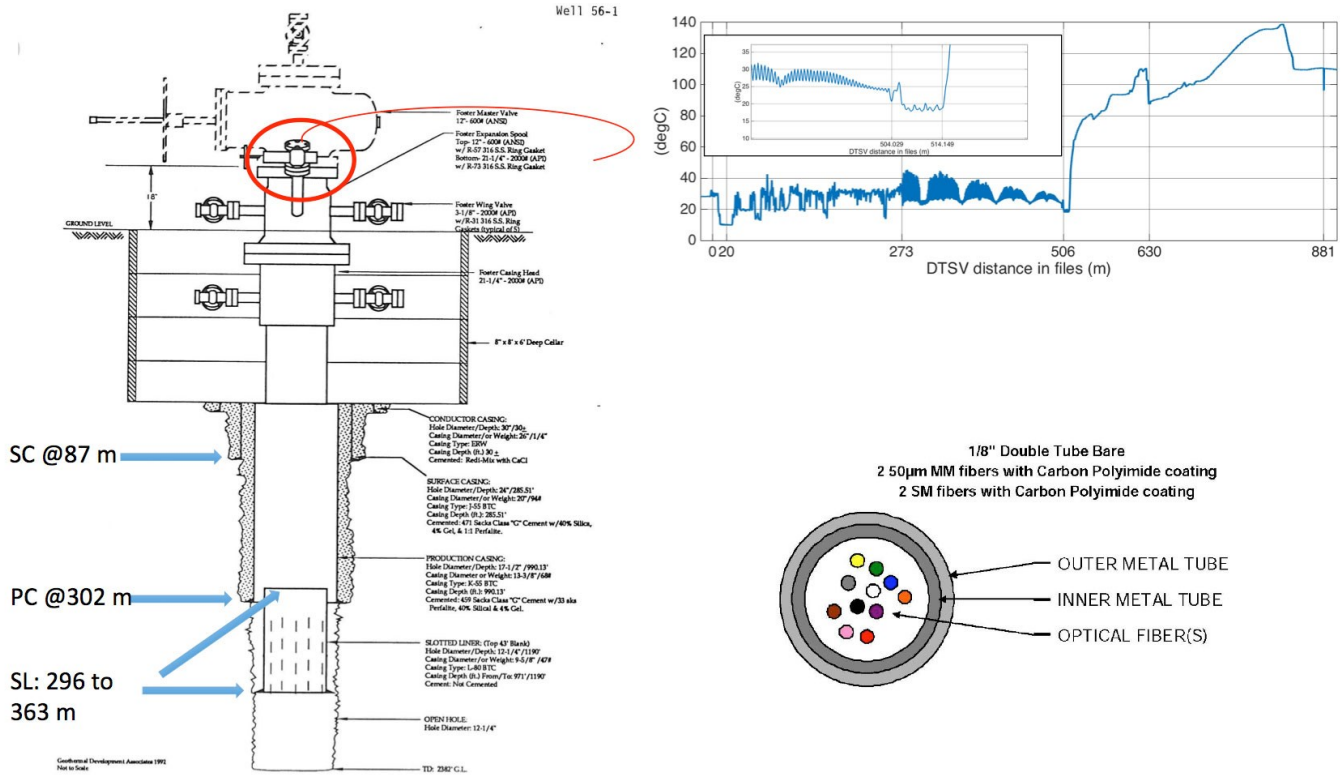 Well 56-1
Foster Master Valve
12"- 600# (ANSI)
Foster Expansion Spool
Top- 12" - 600# (ANSI)
w/ R-57 316 S.S. Ring Gasket
Bottom- 21-1/4" - 2000# (API)
w/ R-73 316 S.S. Ring Gasket
18"
Foster Wing Valve
3-1/8" - 2000# (API)
w/R-31 316 S.S. Ring
Gaskets (typical of 5)
GROUND LEVEL
Foster Casing Head
21-1/4" - 2000# (API)
8" x 8' x 6' Deep Cellar
CONDUCTOR CASING:
Hole Diameter/Depth: 30"/30±
Casing Diameter/or Weight: 26"/1/4"
Casing Type: ERW
Casing Depth (ft.) 30 ±
Cemented: Redi-Mix with CaCl
SC @87 m
SURFACE CASING:
Hole Diameter/Depth: 24"/285.51'
Casing Diameter/or Weight: 20"/94#
Casing Type: J-55 BTC
Casing Depth (ft): 285.51'
Cemented: 471 Sacks Class "G" Cement w/40% Silica,
4% Gel, & 1:1 Perfalite.
PRODUCTION CASING:
Hole Diameter/Depth: 17-1/2" /990.13'
Casing Diameter or Weight: 13-3/8"/68#
Casing Type: K-55 BTC
Casing Depth (ft.): 990.13'
Cemented: 459 Sacks Class "G" Cement w/33 sks
Perfalite, 40% Silical & 4% Gel.
PC @302 m
SLOTTED LINER: (Top 43' Blank)
Hole Diameter/Depth: 12-1/4"/1190'
Casing Diameter/or Weight: 9-5/8" /47#
Casing Type: L-80 BTC
Casing Depth (ft.) From/To: 971'/1190'
Cement: Not Cemented
SL: 296 to
363 m
OPEN HOLE:
Hole Diameter: 12-1/4"
Geothermal Development Associates 1992
Not to Scale
TD: 2382' G.L.
140
120
100
80
60
40
20
0
(degC)
0 20 273 506 630 881
DTSV distance in files (m)
35
30
25
20
15
10
(degC)
504.029 514.149
DTSV distance in files (m)
1/8" Double Tube Bare
2 50µm MM fibers with Carbon Polyimide coating
2 SM fibers with Carbon Polyimide coating
OUTER METAL TUBE
INNER METAL TUBE
OPTICAL FIBER(S)